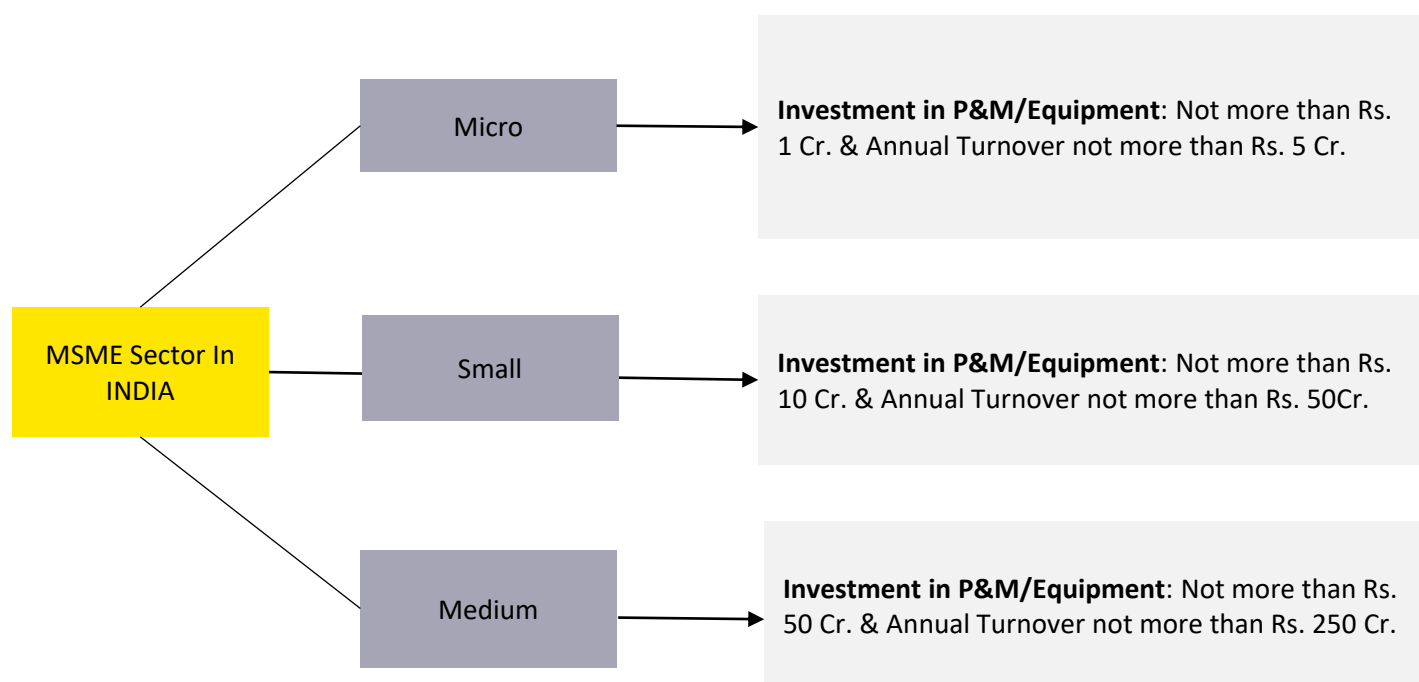 Micro
Investment in P&M/Equipment: Not more than Rs.
1 Cr. & Annual Turnover not more than Rs. 5 Cr.
MSME Sector In
INDIA
Small
Investment in P&M/Equipment: Not more than Rs.
10 Cr. & Annual Turnover not more than Rs. 50Cr.
Medium
Investment in P&M/Equipment: Not more than Rs.
50 Cr. & Annual Turnover not more than Rs. 250 Cr.